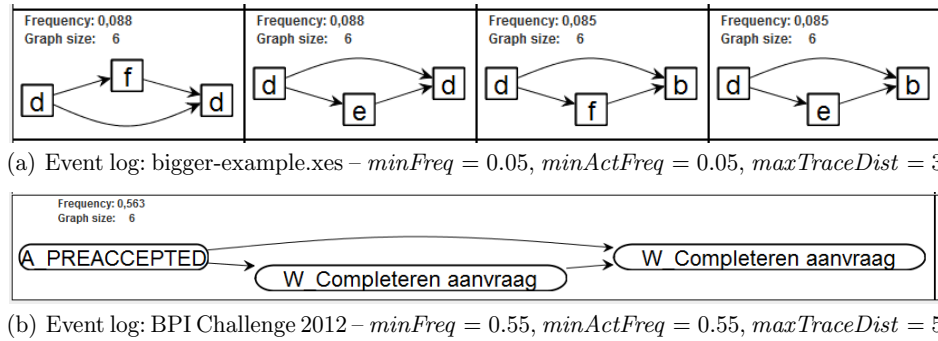 Frequency: 0,088 Frequency: 0,088 Frequency: 0,085 Frequency: 0,085
Graph size: 6 Graph size: 6 Graph size: 6 Graph size: 6
d f d d e d d f b d e b
(a) Event log: bigger-example.xes – minFreq = 0.05, minActFreq = 0.05, maxTraceDist = 3
Frequency: 0,563
Graph size: 6
A_PREACCEPTED W_Completeren aanvraag
W_Completeren aanvraag
(b) Event log: BPI Challenge 2012 – minFreq = 0.55, minActFreq = 0.55, maxTraceDist = 5